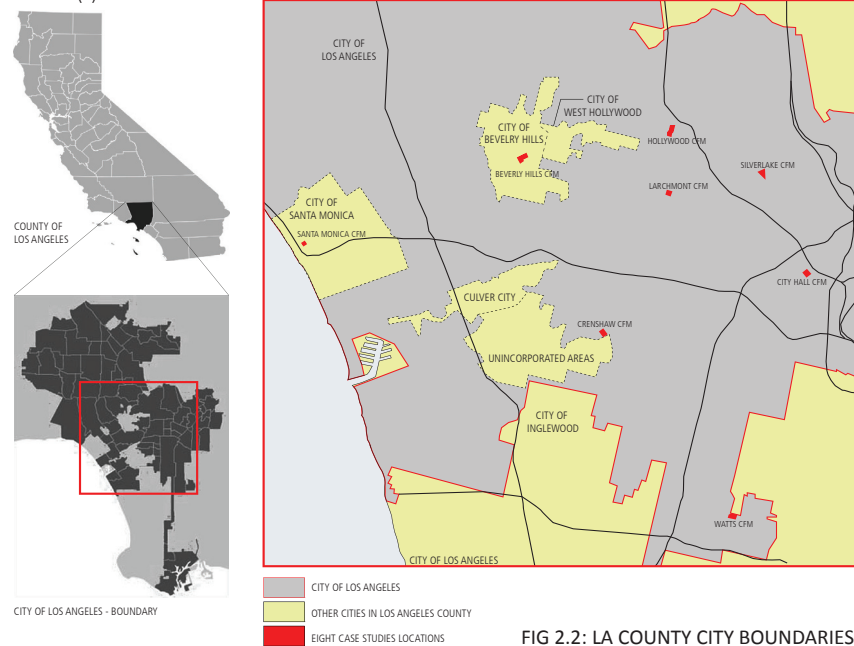 COUNTY OF
LOS ANGELES
CITY OF LOS ANGELES - BOUNDARY
CITY OF
LOS ANGELES
CITY OF
WEST HOLLYWOOD
CITY OF
BEVELRY HILLS
BEVERLY HILLS CFM
HOLLYWOOD CFM
SILVERLAKE CFM
LARCHMONT CFM
CITY OF
SANTA MONICA
SANTA MONICA CFM
CITY HALL CFM
CULVER CITY
CRENSHAW CFM
UNINCORPORATED AREAS
CITY OF
INGLEWOOD
WATTS CFM
CITY OF LOS ANGELES
CITY OF LOS ANGELES
OTHER CITIES IN LOS ANGELES COUNTY
EIGHT CASE STUDIES LOCATIONS
FIG 2.2: LA COUNTY CITY BOUNDARIES